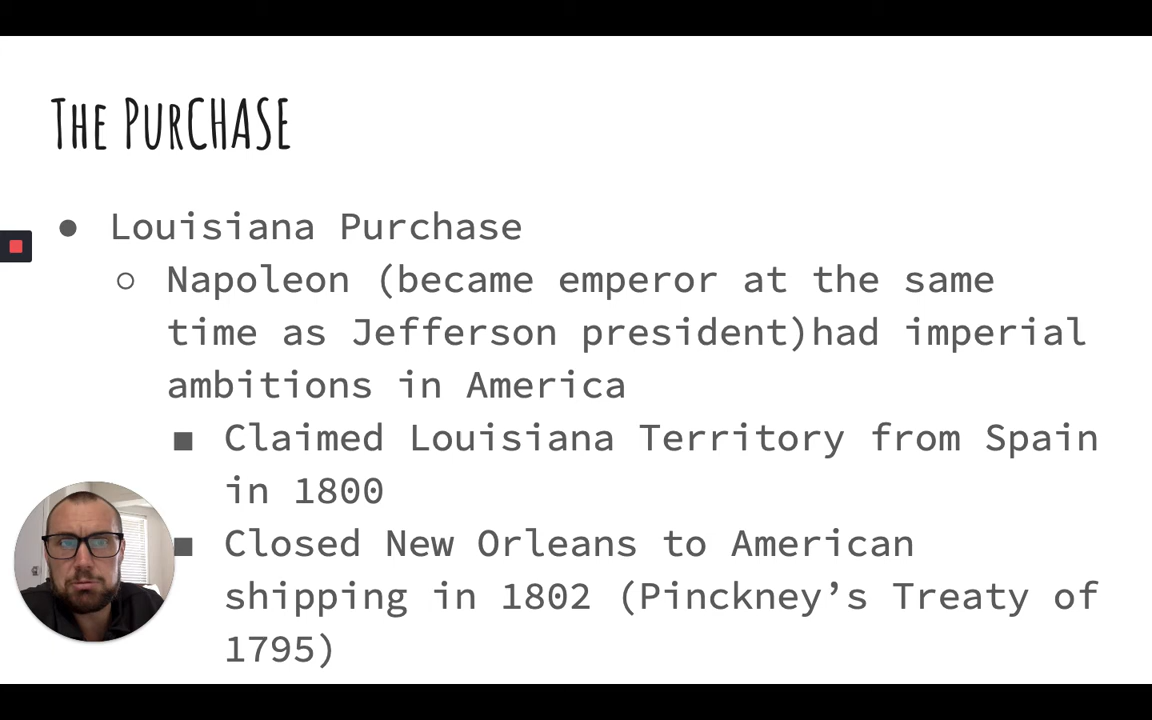 The PurCHASE
● Louisiana Purchase
○ Napoleon (became emperor at the same
time as Jefferson president)had imperial
ambitions in America
■ Claimed Louisiana Territory from Spain
in 1800
■ Closed New Orleans to American
shipping in 1802 (Pinckney’s Treaty of
1795)